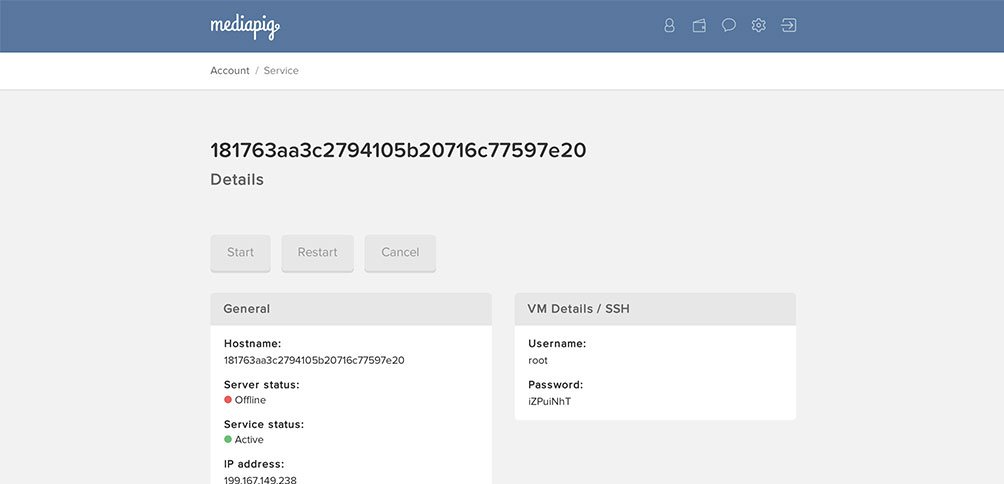 mediapig
Account / Service
181763aa3c2794105b20716c77597e20
Details
Start Restart Cancel
General
Hostname:
181763aa3c2794105b20716c77597e20
Server status:
Offline
Service status:
Active
IP address:
199.167.149.238
VM Details / SSH
Username:
root
Password:
iZPuiNhT